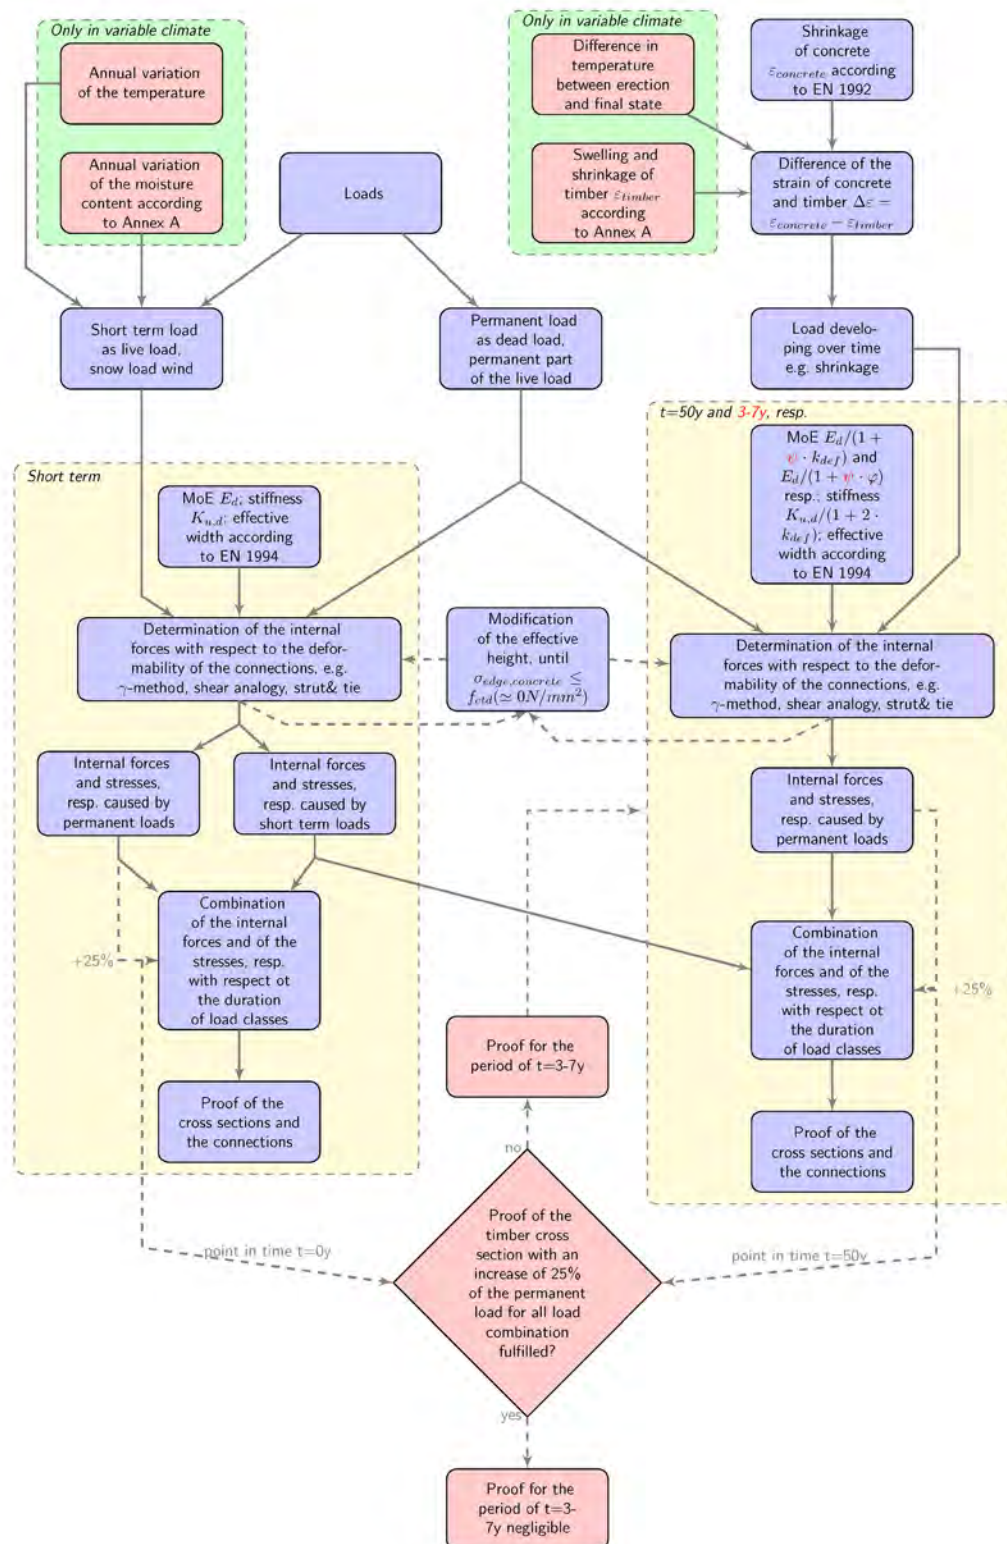 Only in variable climate
Annual variation
of the temperature
Annual variation
of the moisture
content according
to Annex A
Loads
Only in variable climate
Difference in
temperature
between erection
and final state
Swelling and
shrinkage of
timber ε_timber
according
to Annex A
Shrinkage
of concrete
ε_concrete according
to EN 1992
Difference of the
strain of concrete
and timber Δε =
ε_concrete − ε_timber
Short term load
as live load,
snow load wind
Permanent load
as dead load,
permanent part
of the live load
Load develo-
ping over time
e.g. shrinkage
Short term
MoE E_d; stiffness
K_u,d; effective
width according
to EN 1994
t=50y and 3-7y, resp.
MoE E_d/(1 +
ψ · k_def) and
E_d/(1 + ψ · φ)
resp.; stiffness
K_u,d/(1 + 2 ·
k_def); effective
width according
to EN 1994
Determination of the internal
forces with respect to the defor-
mability of the connections, e.g.
γ-method, shear analogy, strut& tie
Modification
of the effective
height, until
σ_edge,concrete ≤
f_ctd(≃ 0N/mm²)
Determination of the internal
forces with respect to the defor-
mability of the connections, e.g.
γ-method, shear analogy, strut& tie
Internal forces
and stresses,
resp. caused by
permanent loads
Internal forces
and stresses,
resp. caused by
short term loads
Internal forces
and stresses,
resp. caused by
permanent loads
+25%
Combination
of the internal
forces and of the
stresses, resp.
with respect ot
the duration
of load classes
Combination
of the internal
forces and of the
stresses, resp.
with respect ot
the duration
of load classes
+25%
Proof of the
cross sections and
the connections
Proof for the
period of t=3-7y
Proof of the
cross sections and
the connections
no
point in time t=0y
Proof of the
timber cross
section with an
increase of 25%
of the permanent
load for all load
combination
fulfilled?
point in time t=50y
yes
Proof for the
period of t=3-
7y negligible